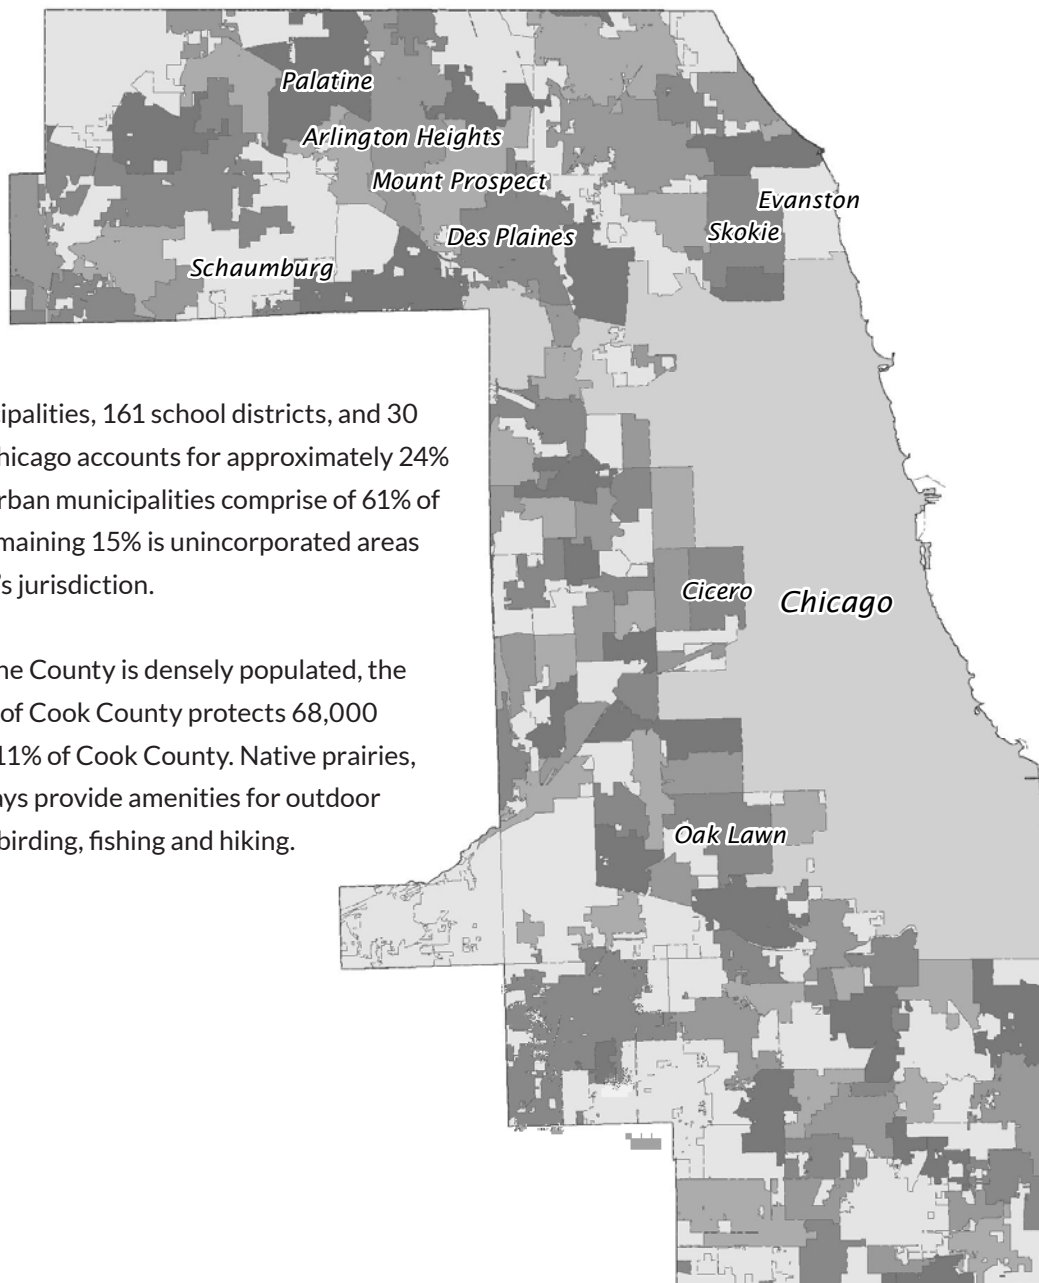 Palatine
Arlington Heights
Mount Prospect
Evanston
Skokie
Des Plaines
Schaumburg
cipalities, 161 school districts, and 30
hicago accounts for approximately 24%
rban municipalities comprise of 61% of
maining 15% is unincorporated areas
's jurisdiction.
Cicero
Chicago
he County is densely populated, the
of Cook County protects 68,000
11% of Cook County. Native prairies,
ays provide amenities for outdoor
birding, fishing and hiking.
Oak Lawn